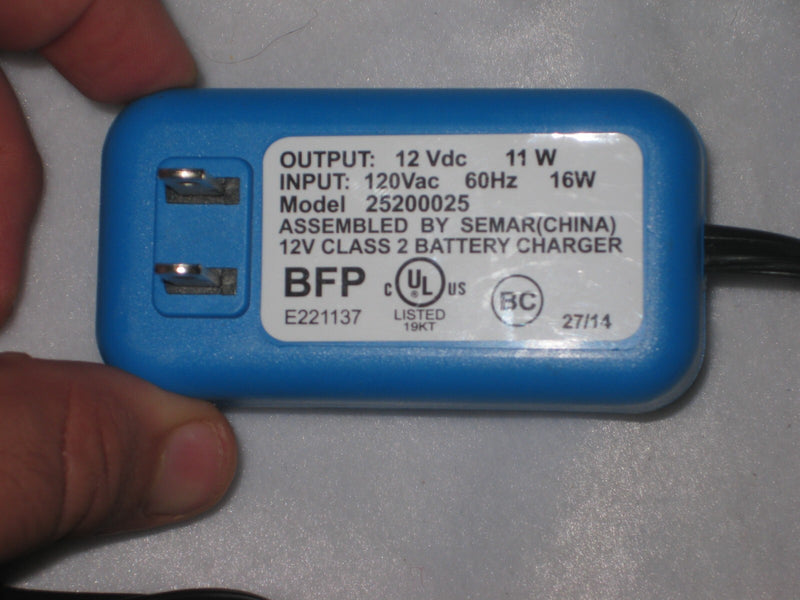 OUTPUT: 12 Vdc 11 W
INPUT: 120Vac 60Hz 16W
Model 25200025
ASSEMBLED BY SEMAR(CHINA)
12V CLASS 2 BATTERY CHARGER
BFP C UL US BC
E221137 LISTED 27/14
19KT